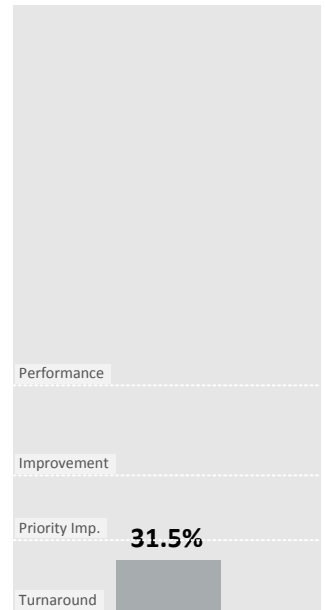 Performance
Improvement
Priority Imp.
31.5%
Turnaround